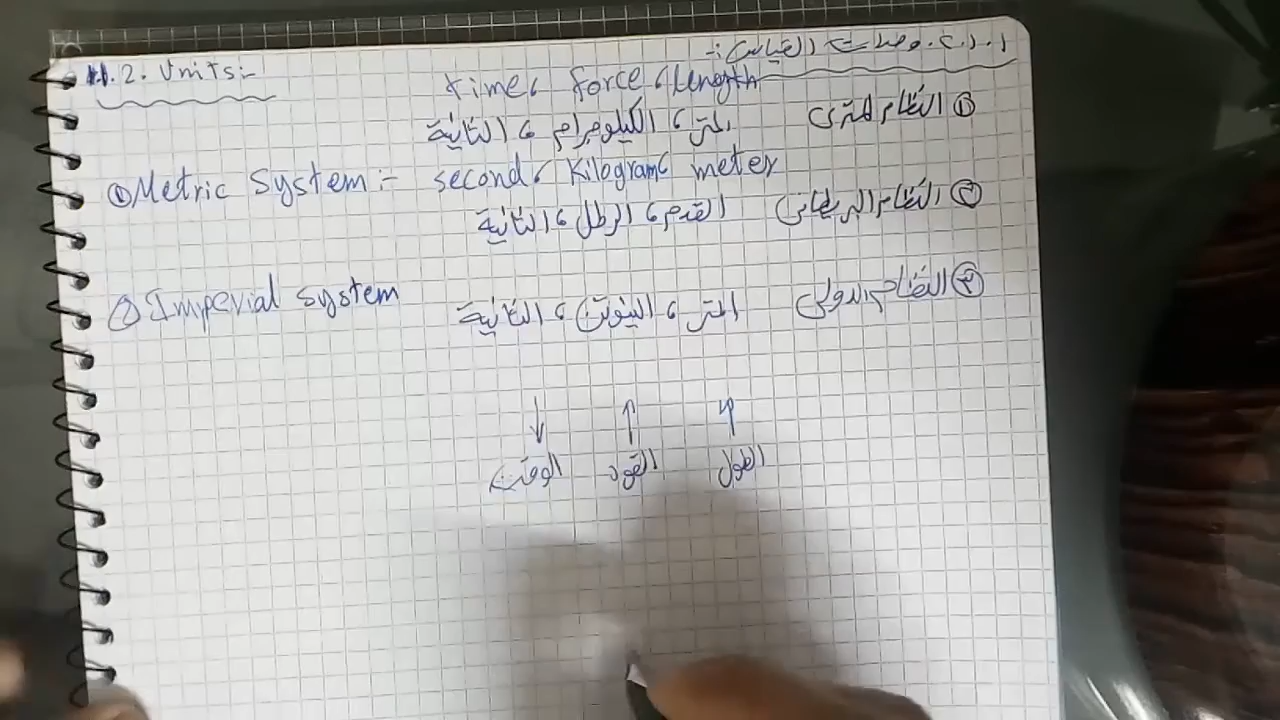 1.2. Units:- ١.٢. وحدات القياس:-
time، force، Length
① النظام المترى المتر، الكيلوجرام، الثانية
① Metric System:- second، Kilogram، meter
② النظام البريطانى القدم، الرطل، الثانية
② Imperial system
③ النظام الدولى المتر، النيوتن، الثانية
↓ ↑ ↑
الطول القوة الوقت